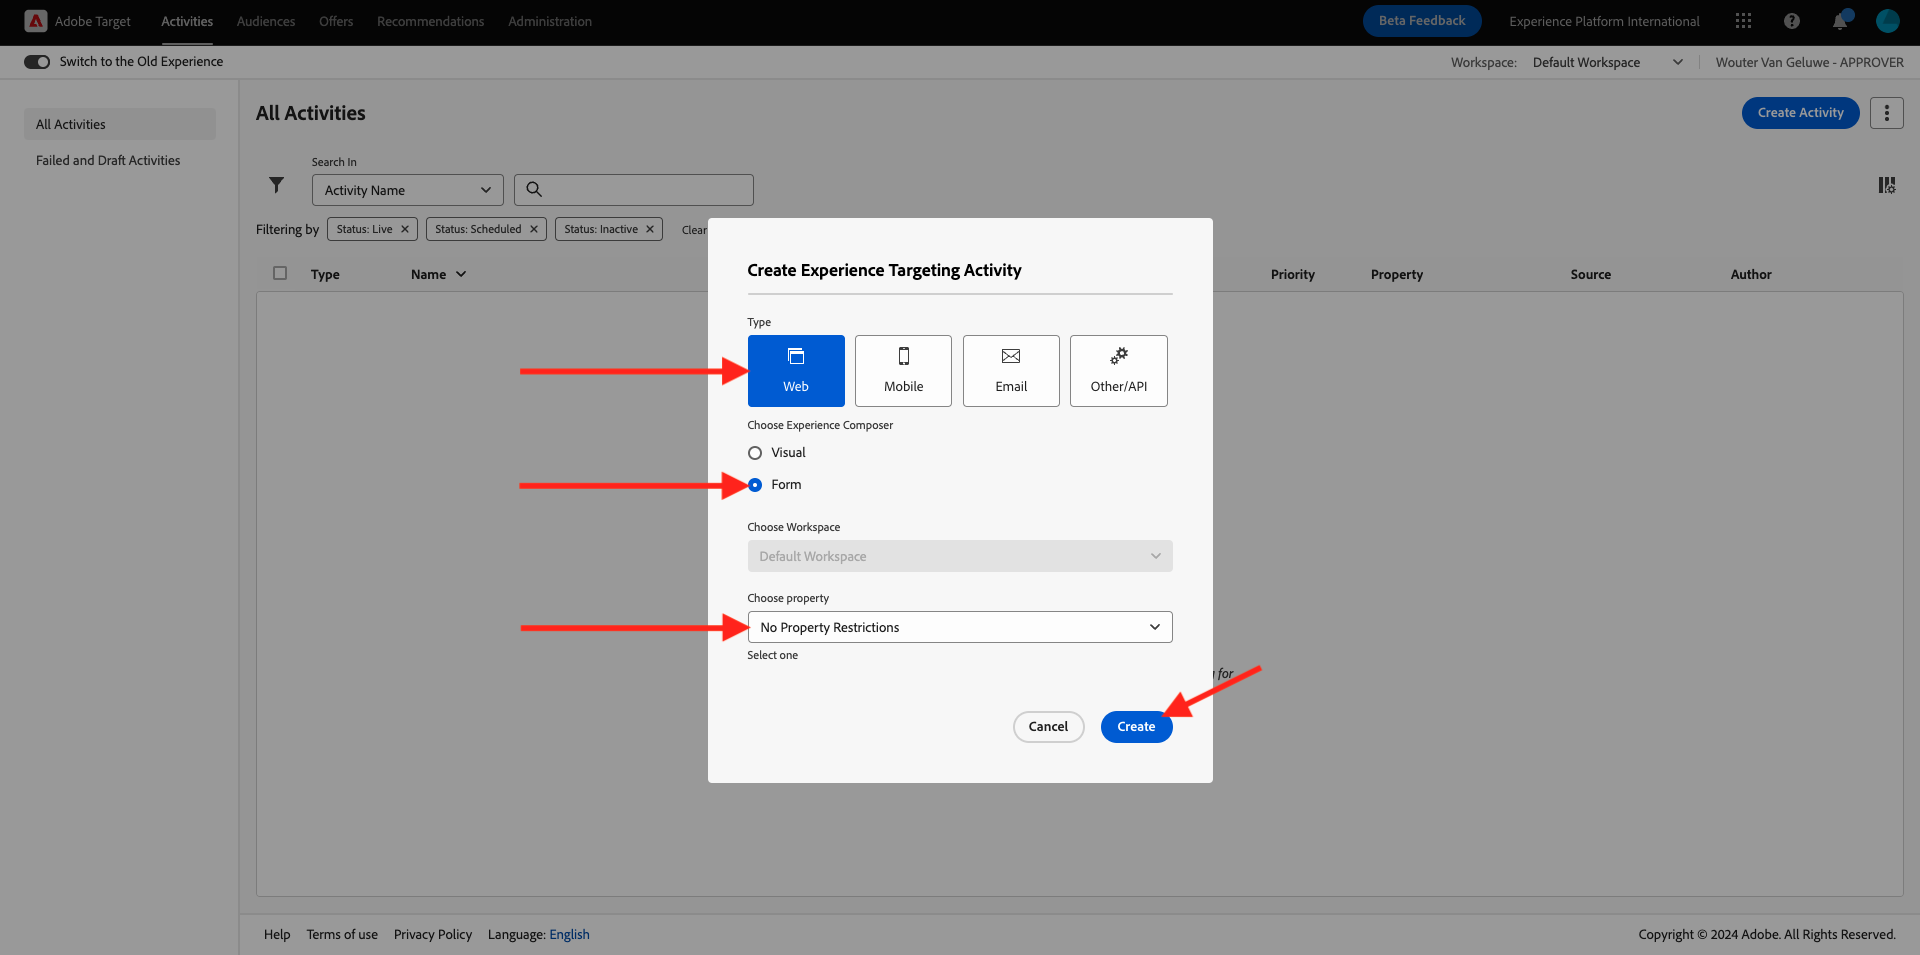 Adobe Target
Activities
Audiences
Offers
Recommendations
Administration
Beta Feedback
Experience Platform International
Switch to the Old Experience
Workspace:
Default Workspace
Wouter Van Geluwe - APPROVER
All Activities
Failed and Draft Activities
All Activities
Create Activity
Search In
Activity Name
Filtering by
Status: Live
Status: Scheduled
Status: Inactive
Clear
Type
Name
Priority
Property
Source
Author
Create Experience Targeting Activity
Type
Web
Mobile
Email
Other/API
Choose Experience Composer
Visual
Form
Choose Workspace
Default Workspace
Choose property
No Property Restrictions
Select one
for
Cancel
Create
Help
Terms of use
Privacy Policy
Language: English
Copyright © 2024 Adobe. All Rights Reserved.